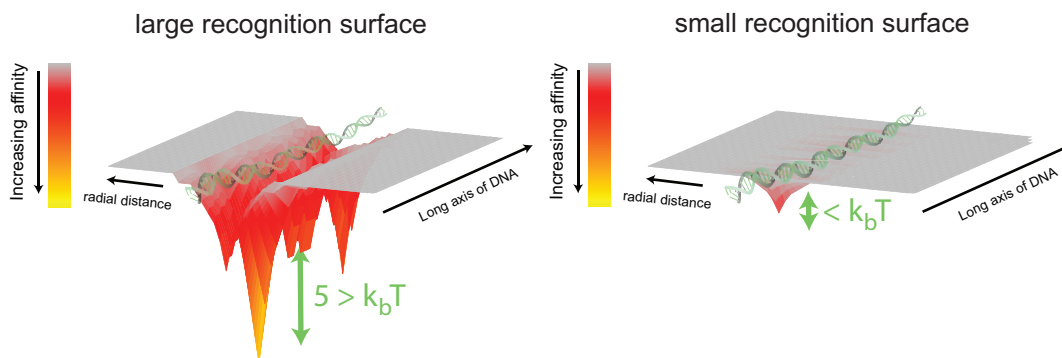 large recognition surface
Increasing affinity
radial distance
Long axis of DNA
5 > kbT
small recognition surface
Increasing affinity
radial distance
Long axis of DNA
< kbT